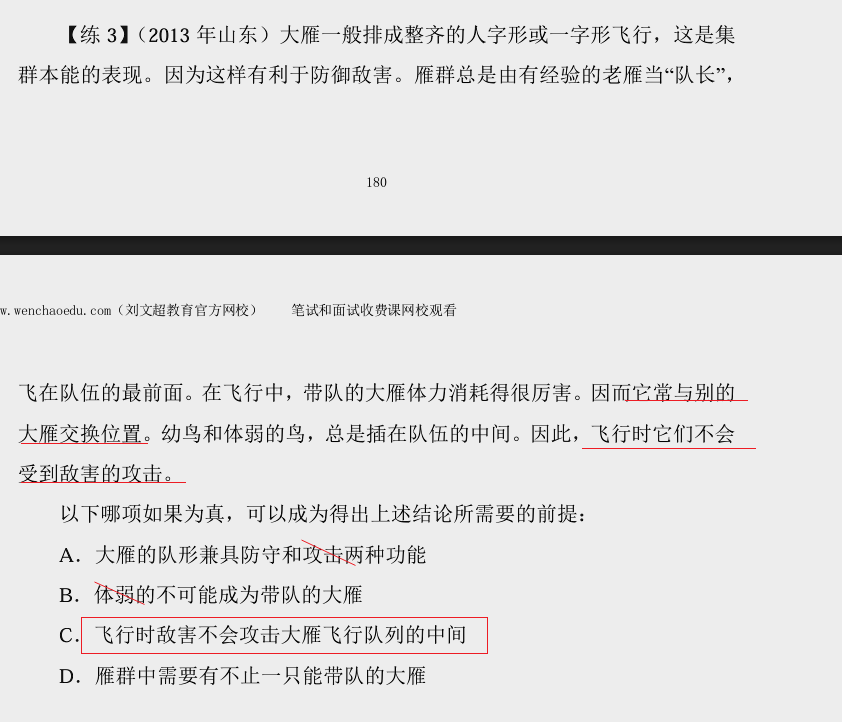 【练 3】（2013 年山东）大雁一般排成整齐的人字形或一字形飞行，这是集
群本能的表现。因为这样有利于防御敌害。雁群总是由有经验的老雁当“队长”，
180
w.wenchaoedu.com（刘文超教育官方网校） 笔试和面试收费课网校观看
飞在队伍的最前面。在飞行中，带队的大雁体力消耗得很厉害。因而它常与别的
大雁交换位置。幼鸟和体弱的鸟，总是插在队伍的中间。因此，飞行时它们不会
受到敌害的攻击。
以下哪项如果为真，可以成为得出上述结论所需要的前提：
A．大雁的队形兼具防守和攻击两种功能
B．体弱的不可能成为带队的大雁
C．飞行时敌害不会攻击大雁飞行队列的中间
D．雁群中需要有不止一只能带队的大雁